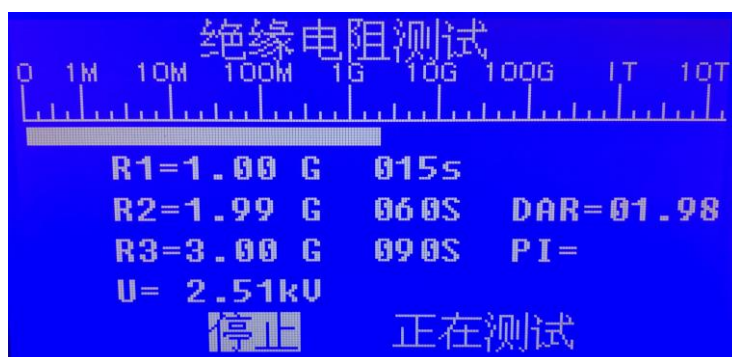 绝缘电阻测试
0 1M 10M 100M 1G 10G 100G 1T 10T
R1=1.00 G 015s
R2=1.99 G 060S DAR=01.98
R3=3.00 G 090S PI=
U= 2.51kV
停止 正在测试